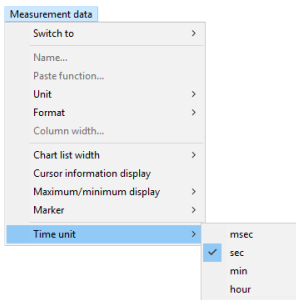 Measurement data
Switch to
Name...
Paste function...
Unit
Format
Column width...
Chart list width
Cursor information display
Maximum/minimum display
Marker
Time unit
msec
sec
min
hour